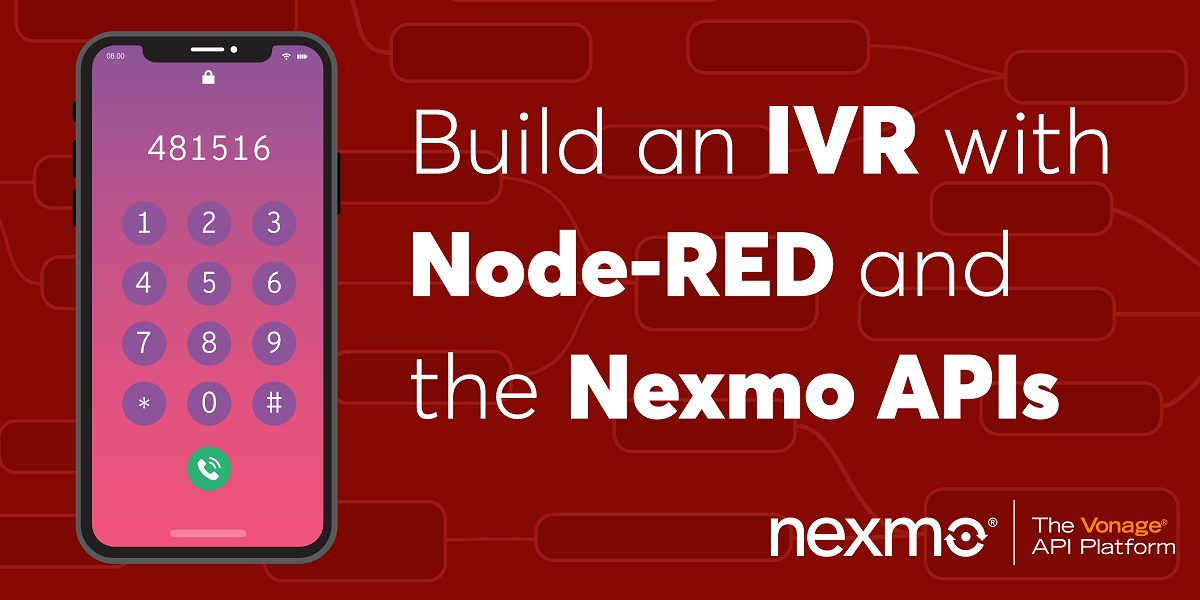 08.00
481516
1 2 3
4 5 6
7 8 9
* 0 #
Build an IVR with
Node-RED and
the Nexmo APIs
nexmo®
The Vonage®
API Platform